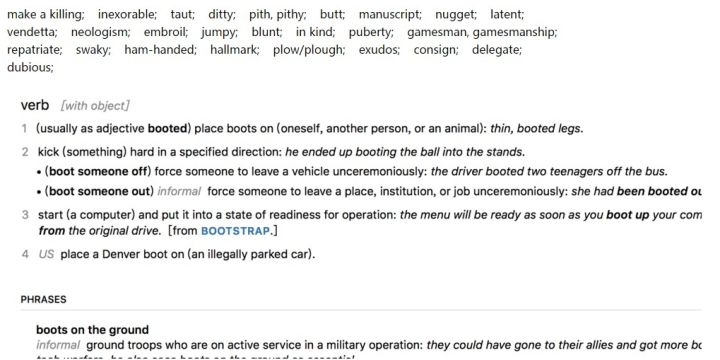 make a killing; inexorable; taut; ditty; pith, pithy; butt; manuscript; nugget; latent;
vendetta; neologism; embroil; jumpy; blunt; in kind; puberty; gamesman, gamesmanship;
repatriate; swaky; ham-handed; hallmark; plow/plough; exudos; consign; delegate;
dubious;
verb [with object]
1 (usually as adjective booted) place boots on (oneself, another person, or an animal): thin, booted legs.
2 kick (something) hard in a specified direction: he ended up booting the ball into the stands.
• (boot someone off) force someone to leave a vehicle unceremoniously: the driver booted two teenagers off the bus.
• (boot someone out) informal force someone to leave a place, institution, or job unceremoniously: she had been booted
3 start (a computer) and put it into a state of readiness for operation: the menu will be ready as soon as you boot up your
from the original drive. [from BOOTSTRAP.]
4 US place a Denver boot on (an illegally parked car).
PHRASES
boots on the ground
informal ground troops who are on active service in a military operation: they could have gone to their allies and got more